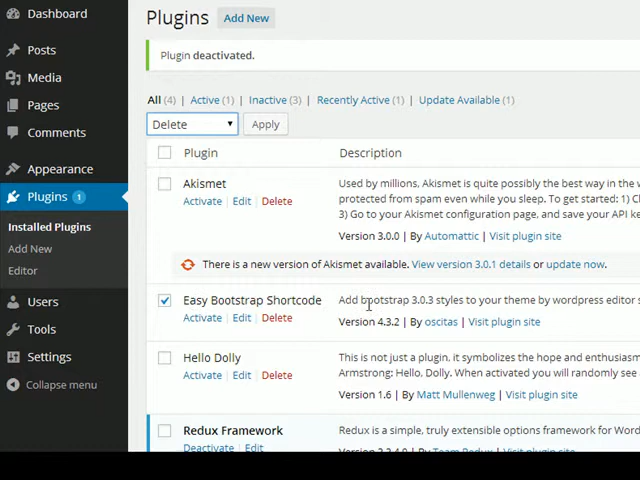 Dashboard
Posts
Media
Pages
Comments
Appearance
Plugins 1
Installed Plugins
Add New
Editor
Users
Tools
Settings
Collapse menu
Plugins Add New
Plugin deactivated.
All (4) | Active (1) | Inactive (3) | Recently Active (1) | Update Available (1)
Delete Apply
Plugin Description
Akismet
Activate | Edit | Delete
Used by millions, Akismet is quite possibly the best way in the w
protected from spam even while you sleep. To get started: 1) Cl
3) Go to your Akismet configuration page, and save your API k
Version 3.0.0 | By Automattic | Visit plugin site
There is a new version of Akismet available. View version 3.0.1 details or update now.
Easy Bootstrap Shortcode
Activate | Edit | Delete
Add bootstrap 3.0.3 styles to your theme by wordpress editor s
Version 4.3.2 | By oscitas | Visit plugin site
Hello Dolly
Activate | Edit | Delete
This is not just a plugin, it symbolizes the hope and enthusiasm
Armstrong: Hello, Dolly. When activated you will randomly see
Version 1.6 | By Matt Mullenweg | Visit plugin site
Redux Framework
Deactivate | Edit
Redux is a simple, truly extensible options framework for Word